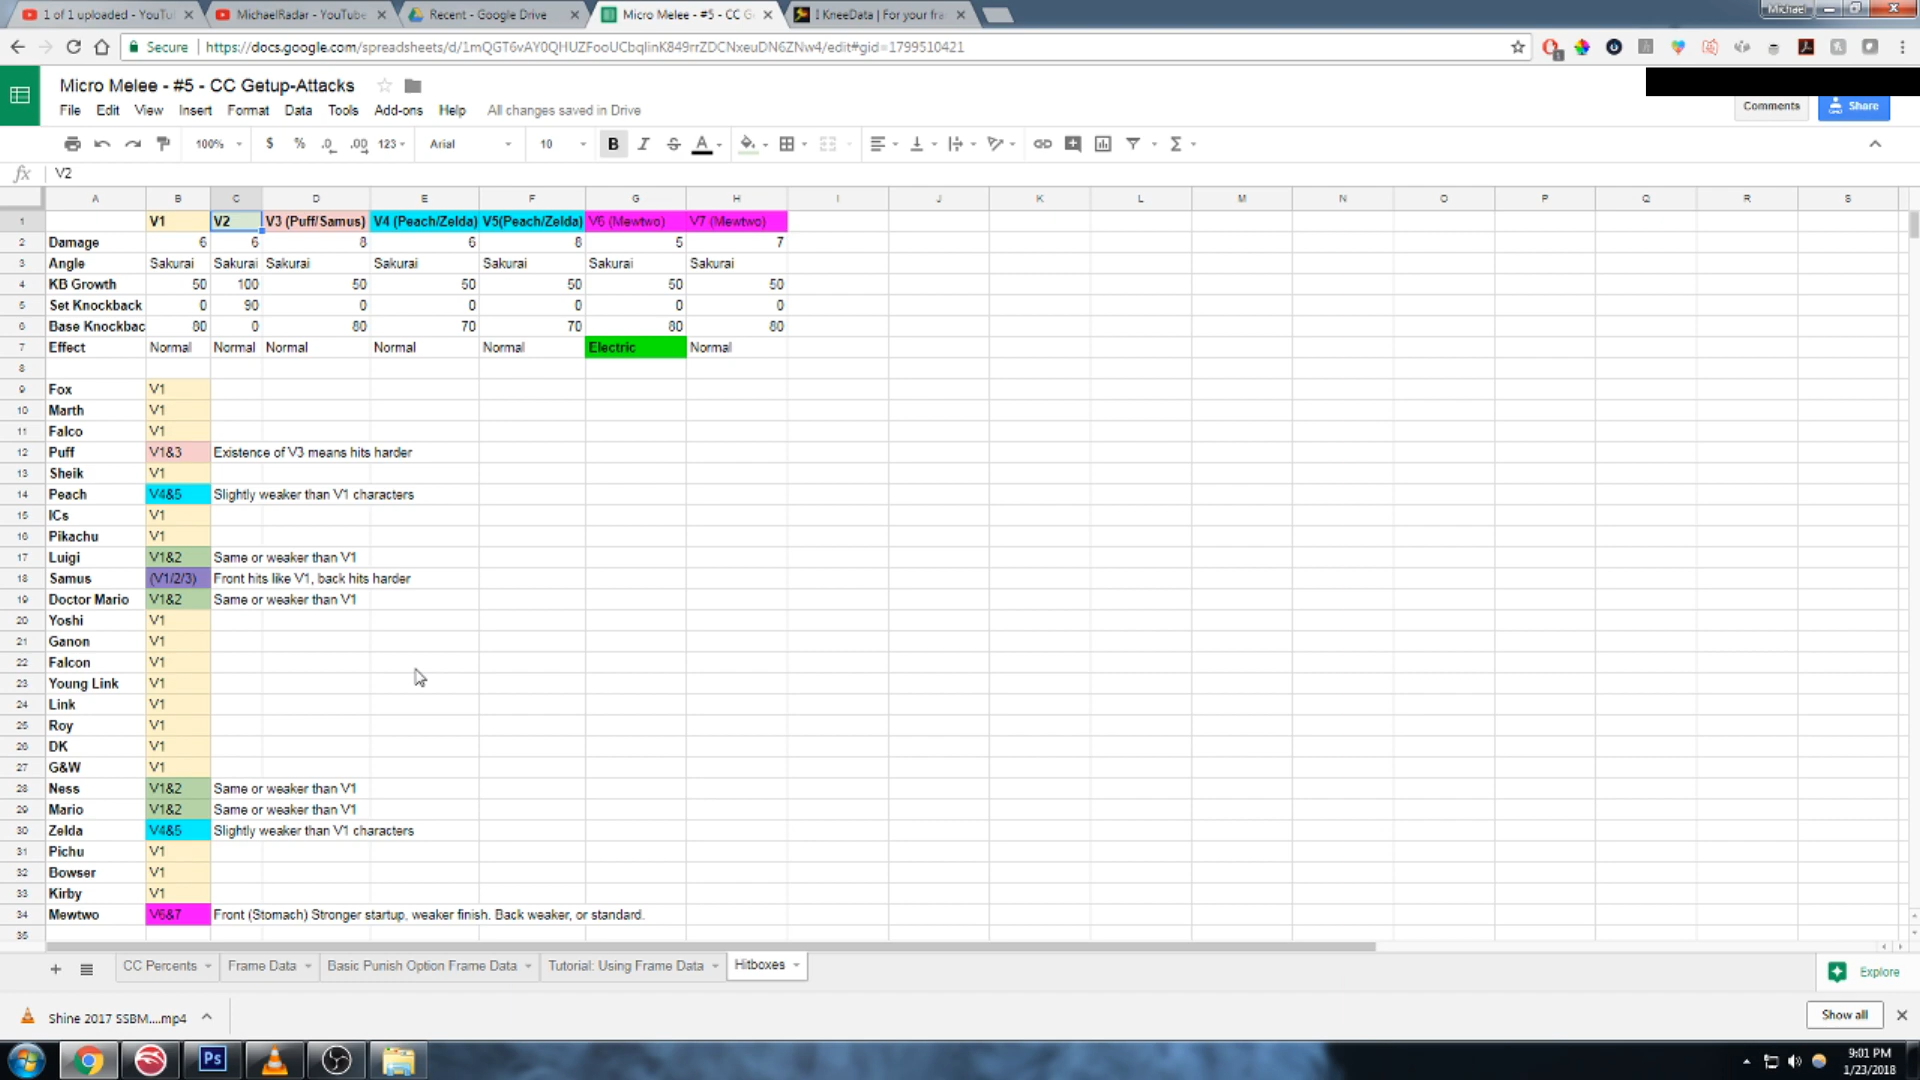 1 of 1 uploaded - YouTu
MichaelRadar - YouTube
Recent - Google Drive
Micro Melee - #5 - CC G
I KneeData | For your fra
Michael
Secure
https://docs.google.com/spreadsheets/d/1mQGT6vAY0QHUZFooUCbqlinK849rrZDCNxeuDN6ZNw4/edit#gid=1799510421
Micro Melee - #5 - CC Getup-Attacks
File Edit View Insert Format Data Tools Add-ons Help All changes saved in Drive
Comments Share
100% $ % .0 .00 123 Arial 10 B I S A
fx V2
A B C D E F G H I J K L M N O P Q R S
1 V1 V2 V3 (Puff/Samus) V4 (Peach/Zelda) V5(Peach/Zelda) V6 (Mewtwo) V7 (Mewtwo)
2 Damage 6 6 8 6 8 5 7
3 Angle Sakurai Sakurai Sakurai Sakurai Sakurai Sakurai Sakurai
4 KB Growth 50 100 50 50 50 50 50
5 Set Knockback 0 90 0 0 0 0 0
6 Base Knockbac 80 0 80 70 70 80 80
7 Effect Normal Normal Normal Normal Normal Electric Normal
8
9 Fox V1
10 Marth V1
11 Falco V1
12 Puff V1&3 Existence of V3 means hits harder
13 Sheik V1
14 Peach V4&5 Slightly weaker than V1 characters
15 ICs V1
16 Pikachu V1
17 Luigi V1&2 Same or weaker than V1
18 Samus (V1/2/3) Front hits like V1, back hits harder
19 Doctor Mario V1&2 Same or weaker than V1
20 Yoshi V1
21 Ganon V1
22 Falcon V1
23 Young Link V1
24 Link V1
25 Roy V1
26 DK V1
27 G&W V1
28 Ness V1&2 Same or weaker than V1
29 Mario V1&2 Same or weaker than V1
30 Zelda V4&5 Slightly weaker than V1 characters
31 Pichu V1
32 Bowser V1
33 Kirby V1
34 Mewtwo V6&7 Front (Stomach) Stronger startup, weaker finish. Back weaker, or standard.
35
CC Percents Frame Data Basic Punish Option Frame Data Tutorial: Using Frame Data Hitboxes
Explore
Shine 2017 SSBM....mp4
Show all
Ps
9:01 PM
1/23/2018